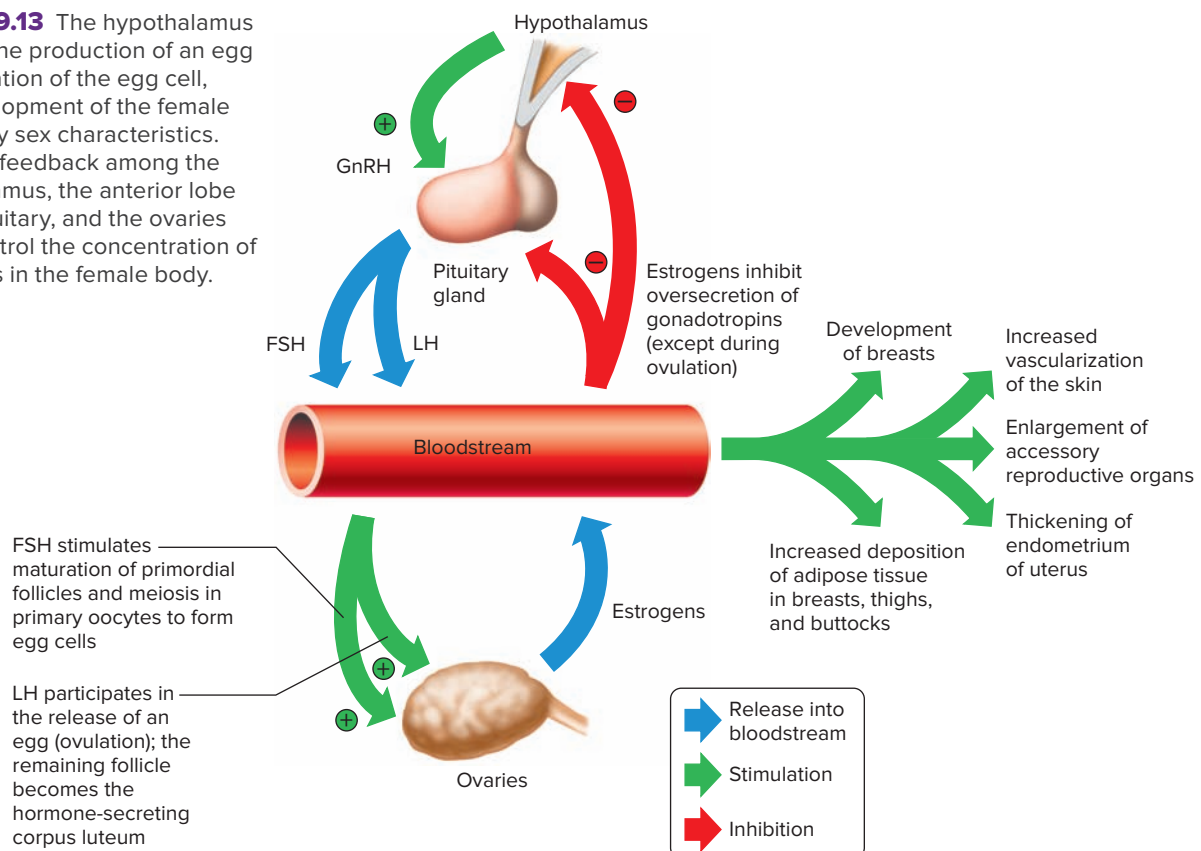 9.13 The hypothalamus
ne production of an egg
ation of the egg cell,
lopment of the female
y sex characteristics.
feedback among the
amus, the anterior lobe
uitary, and the ovaries
ntrol the concentration of
s in the female body.
Hypothalamus
+
−
GnRH
−
Pituitary
gland
Estrogens inhibit
oversecretion of
gonadotropins
(except during
ovulation)
FSH
LH
Development
of breasts
Increased
vascularization
of the skin
Bloodstream
Enlargement of
accessory
reproductive organs
Thickening of
endometrium
of uterus
Increased deposition
of adipose tissue
in breasts, thighs,
and buttocks
FSH stimulates
maturation of primordial
follicles and meiosis in
primary oocytes to form
egg cells
Estrogens
LH participates in
the release of an
egg (ovulation); the
remaining follicle
becomes the
hormone-secreting
corpus luteum
+
+
Ovaries
Release into
bloodstream
Stimulation
Inhibition